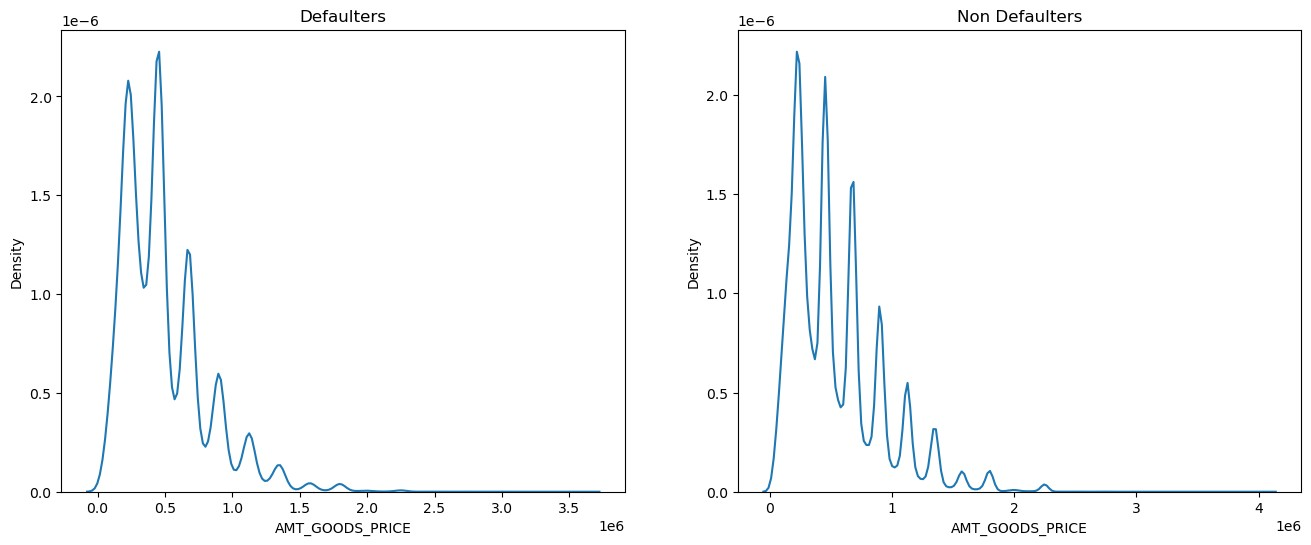 Defaulters
1e−6
2.0
1.5
1.0
0.5
0.0
Density
0.0 0.5 1.0 1.5 2.0 2.5 3.0 3.5
1e6
AMT_GOODS_PRICE
Non Defaulters
1e−6
2.0
1.5
1.0
0.5
0.0
Density
0 1 2 3 4
1e6
AMT_GOODS_PRICE